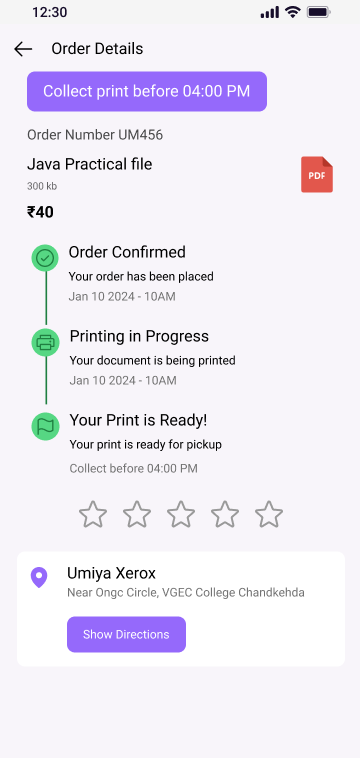 12:30
Order Details
Collect print before 04:00 PM
Order Number UM456
Java Practical file
300 kb
PDF
₹40
Order Confirmed
Your order has been placed
Jan 10 2024 - 10AM
Printing in Progress
Your document is being printed
Jan 10 2024 - 10AM
Your Print is Ready!
Your print is ready for pickup
Collect before 04:00 PM
Umiya Xerox
Near Ongc Circle, VGEC College Chandkehda
Show Directions